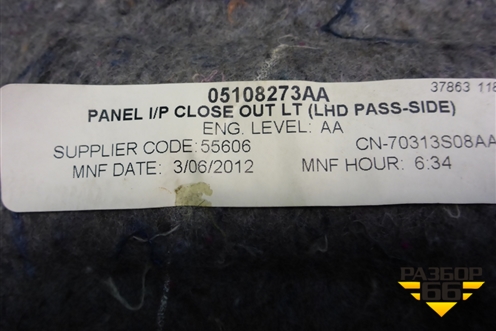 05108273AA
37863 118
PANEL I/P CLOSE OUT LT (LHD PASS-SIDE)
ENG. LEVEL: AA
SUPPLIER CODE: 55606 CN-70313S08AA
MNF DATE: 3/06/2012 MNF HOUR: 6:34
РАЗБОР
66